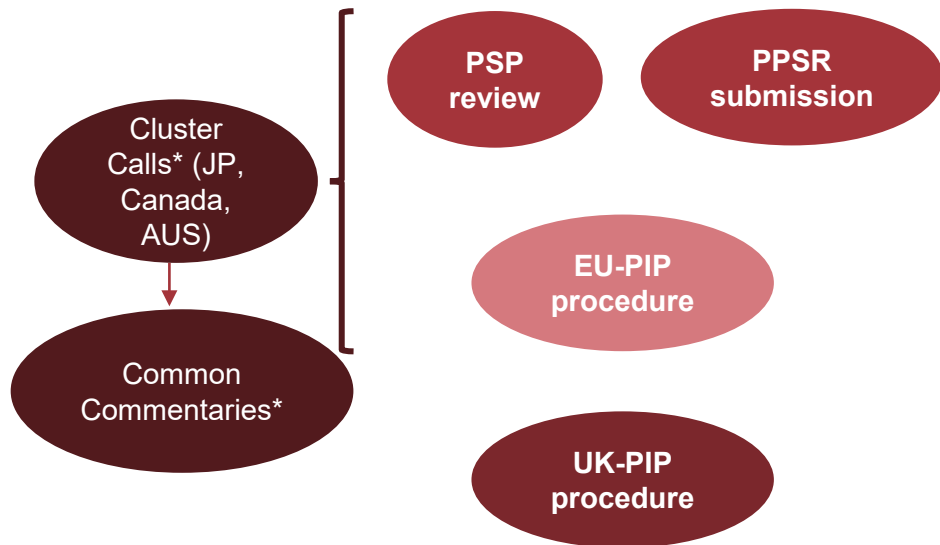 PSP
review
PPSR
submission
Cluster
Calls* (JP,
Canada,
AUS)
EU-PIP
procedure
Common
Commentaries*
UK-PIP
procedure